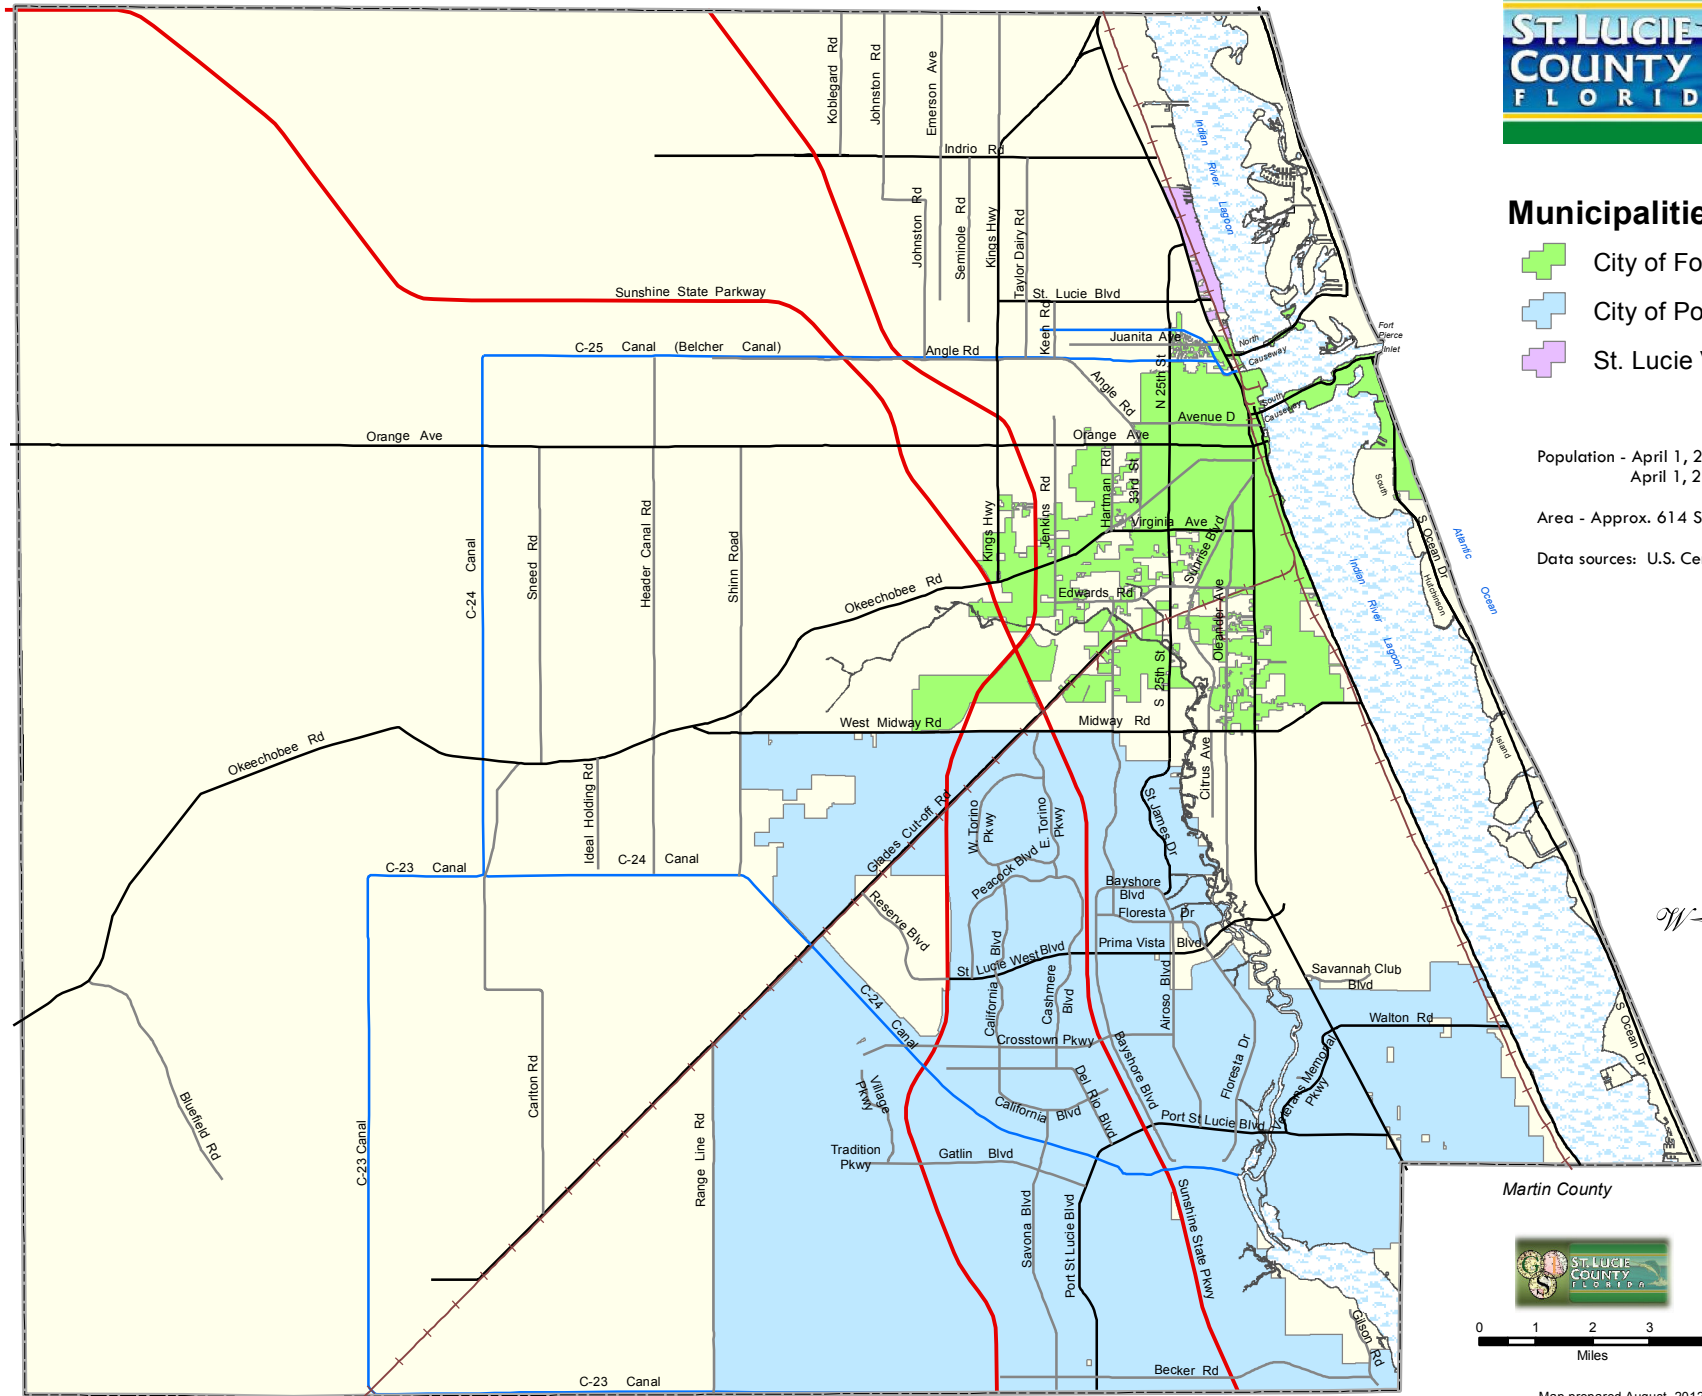 ST. LUCIE
COUNTY
FLORID
Municipalitie
City of Fo
City of Po
St. Lucie V
Population - April 1, 2
April 1, 2
Area - Approx. 614 S
Data sources: U.S. Ce
Koblegard Rd
Johnston Rd
Emerson Ave
Indrio Rd
Johnston Rd
Seminole Rd
Kings Hwy
Taylor Dairy Rd
Indian River Lagoon
Sunshine State Parkway
St. Lucie Blvd
Keen Rd
Juanita Ave
C-25 Canal (Belcher Canal)
Angle Rd
Angle Rd
N 25th St
North Causeway
Fort
Pierce
Inlet
South Causeway
Avenue D
Orange Ave
Orange Ave
Hartman Rd
33rd St
Jenkins Rd
Kings Hwy
Virginia Ave
Sunrise Blvd
South
S Ocean Dr
Hutchinson
Atlantic Ocean
Indian River Lagoon
C-24 Canal
Sneed Rd
Header Canal Rd
Shinn Road
Okeechobee Rd
Edwards Rd
Oleander Ave
S 25th St
West Midway Rd
Midway Rd
Okeechobee Rd
Island
Citrus Ave
St James Dr
Ideal Holding Rd
Glades Cut-off Rd
W. Torino
Pkwy
E. Torino
Pkwy
Peacock Blvd
C-23 Canal
C-24 Canal
Reserve Blvd
Bayshore
Blvd
Floresta Dr
Prima Vista Blvd
St Lucie West Blvd
California Blvd
Cashmere
Blvd
Airoso Blvd
Savannah Club
Blvd
Walton Rd
S Ocean Dr
C-24 Canal
Crosstown Pkwy
Bayshore Blvd
Floresta Dr
Veterans Memorial
Pkwy
Village
Pkwy
Del Rio Blvd
California Blvd
Port St Lucie Blvd
Carlton Rd
Bluefield Rd
C-23 Canal
Range Line Rd
Tradition
Pkwy
Gatlin Blvd
Savona Blvd
Port St Lucie Blvd
Sunshine State Pkwy
Gilson Rd
Becker Rd
C-23 Canal
W
Martin County
G I S
ST. LUCIE
COUNTY
FLORIDA
0 1 2 3
Miles
Map prepared August, 2012